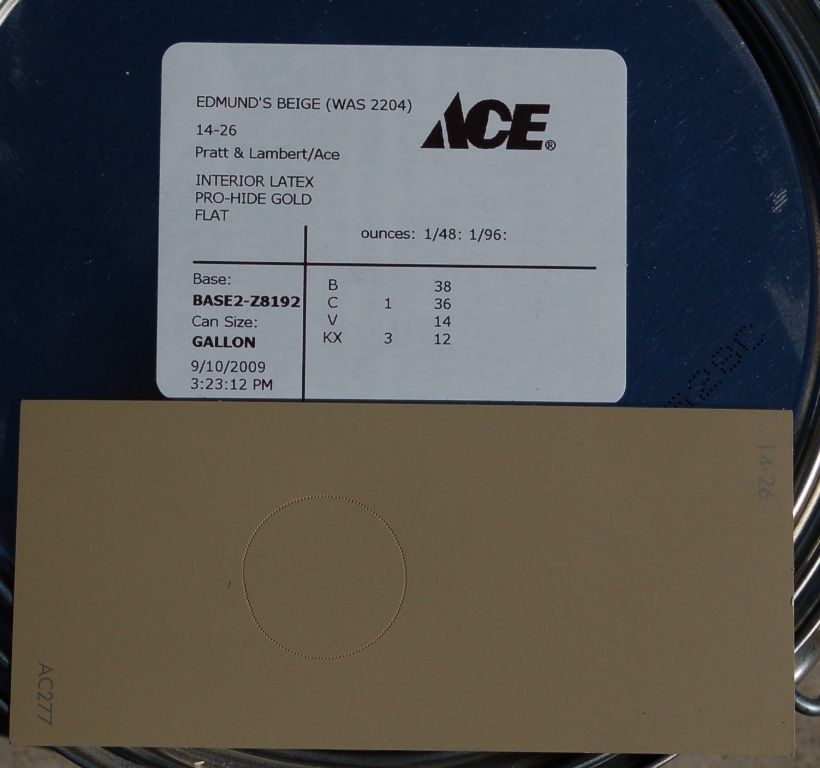 EDMUND'S BEIGE (WAS 2204)
ACE®
14-26
Pratt & Lambert/Ace
INTERIOR LATEX
PRO-HIDE GOLD
FLAT
ounces: 1/48: 1/96:
Base:
BASE2-Z8192
Can Size:
GALLON
9/10/2009
3:23:12 PM
B 38
C 1 36
V 14
KX 3 12
14-26
AC277